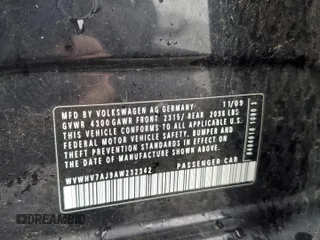 MFD. BY VOLKSWAGEN AG GERMANY 11/09
GVWR 4300 GAWR FRONT 2315/ REAR 2090 LBS
THIS VEHICLE CONFORMS TO ALL APPLICABLE U.S.
FEDERAL MOTOR VEHICLE SAFETY, BUMPER AND
THEFT PREVENTION STANDARDS IN EFFECT ON
THE DATE OF MANUFACTURE SHOWN ABOVE.
WVWHV7AJ9AW232342 PASSENGER CAR
DREAMBID